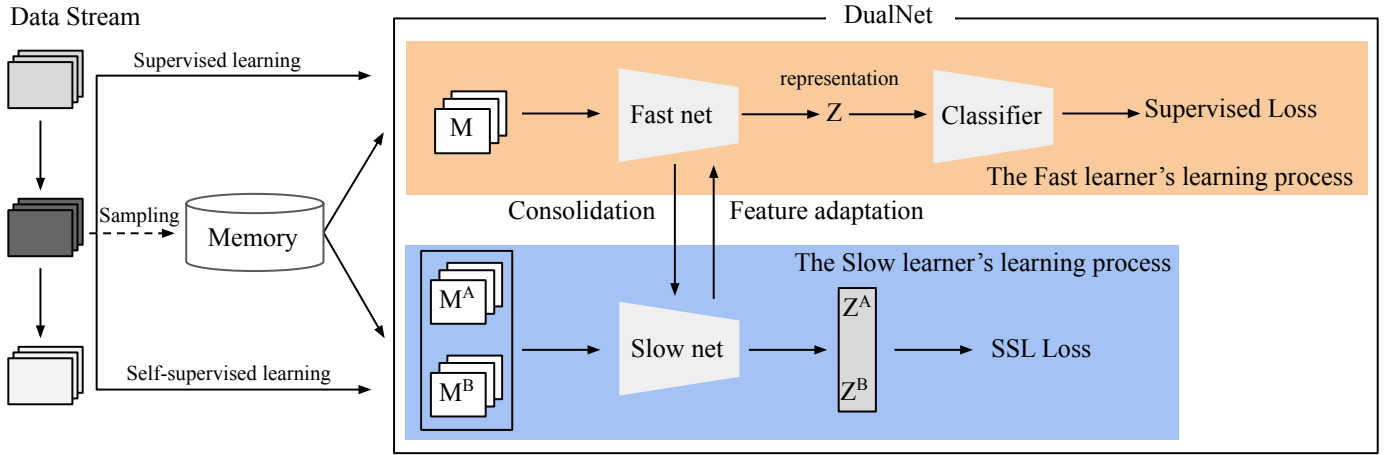 Data Stream
DualNet
Supervised learning
M
Fast net
representation
Z
Classifier
Supervised Loss
The Fast learner’s learning process
Sampling
Memory
Consolidation
Feature adaptation
The Slow learner’s learning process
M^A
M^B
Slow net
Z^A
Z^B
SSL Loss
Self-supervised learning